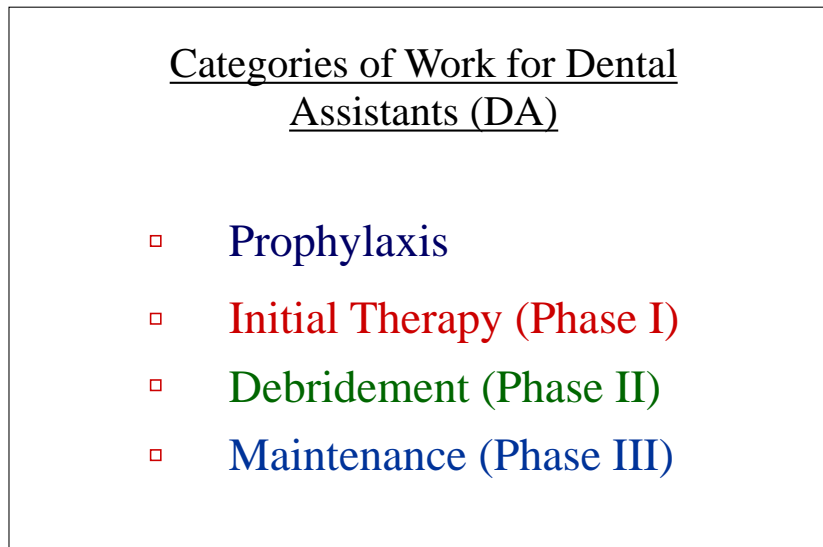 Categories of Work for Dental
Assistants (DA)
Prophylaxis
Initial Therapy (Phase I)
Debridement (Phase II)
Maintenance (Phase III)